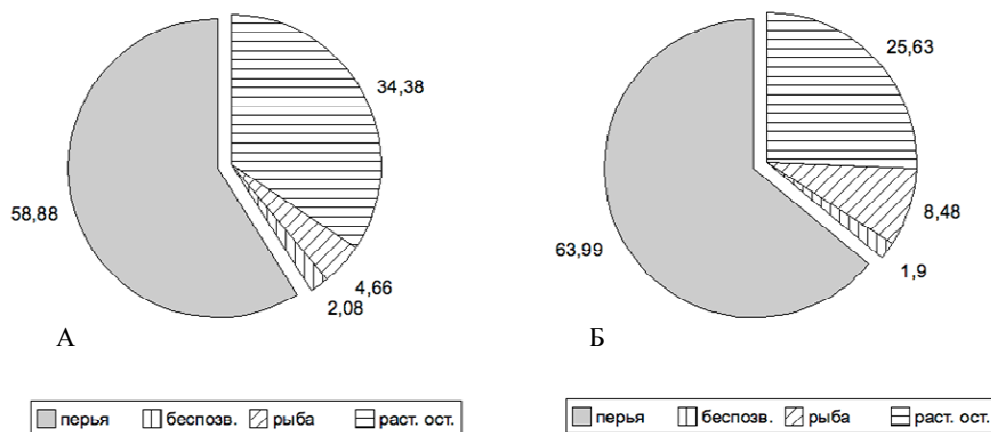 34,38
58,88
4,66
2,08
А
25,63
8,48
63,99
1,9
Б
перья беспозв. рыба раст. ост.
перья беспозв. рыба раст. ост.